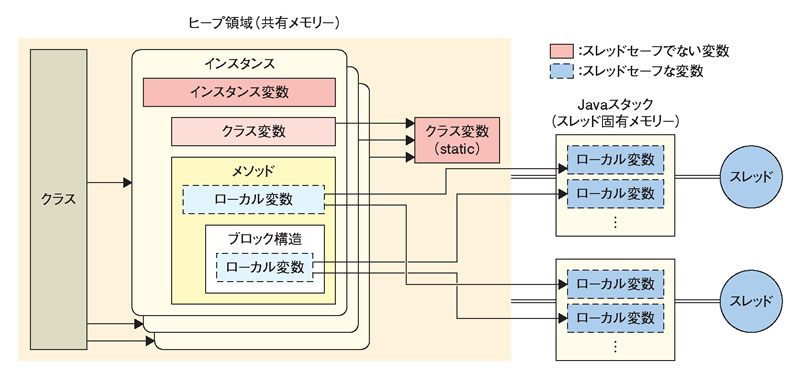 ヒープ領域（共有メモリー）
クラス
インスタンス
インスタンス変数
クラス変数
メソッド
ローカル変数
ブロック構造
ローカル変数
クラス変数
（static）
：スレッドセーフでない変数
：スレッドセーフな変数
Javaスタック
（スレッド固有メモリー）
ローカル変数
ローカル変数
⋮
スレッド
ローカル変数
ローカル変数
⋮
スレッド